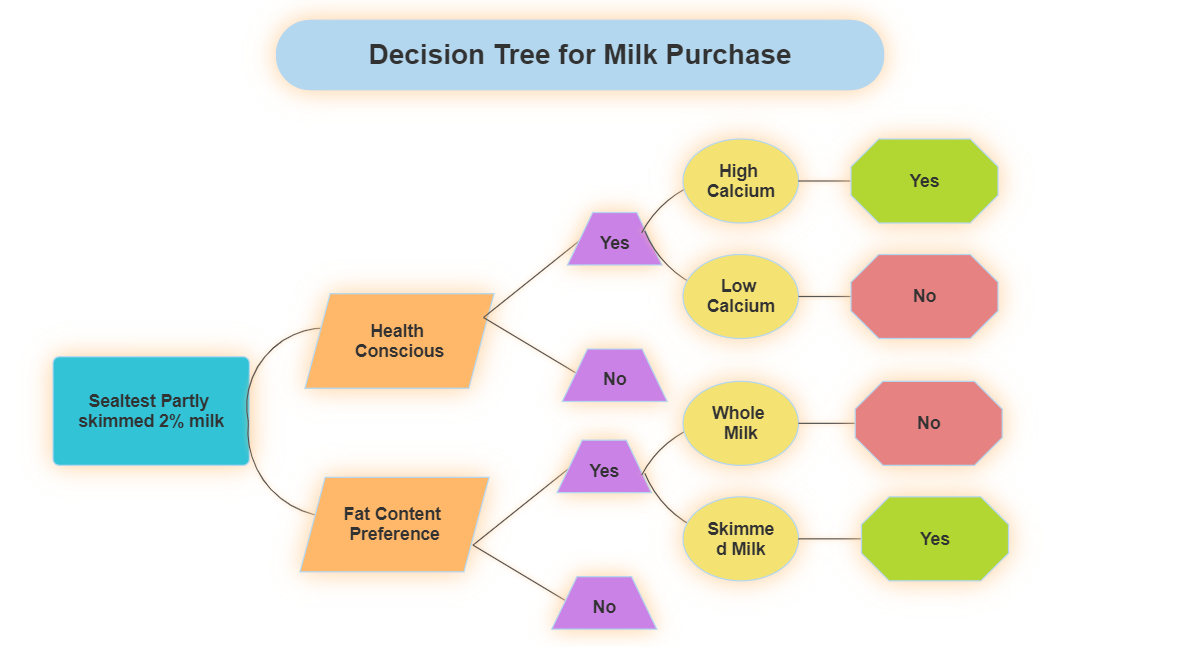 Decision Tree for Milk Purchase
Sealtest Partly
skimmed 2% milk
Health
Conscious
Yes
High
Calcium
Yes
Low
Calcium
No
No
Fat Content
Preference
Yes
Whole
Milk
No
Skimme
d Milk
Yes
No